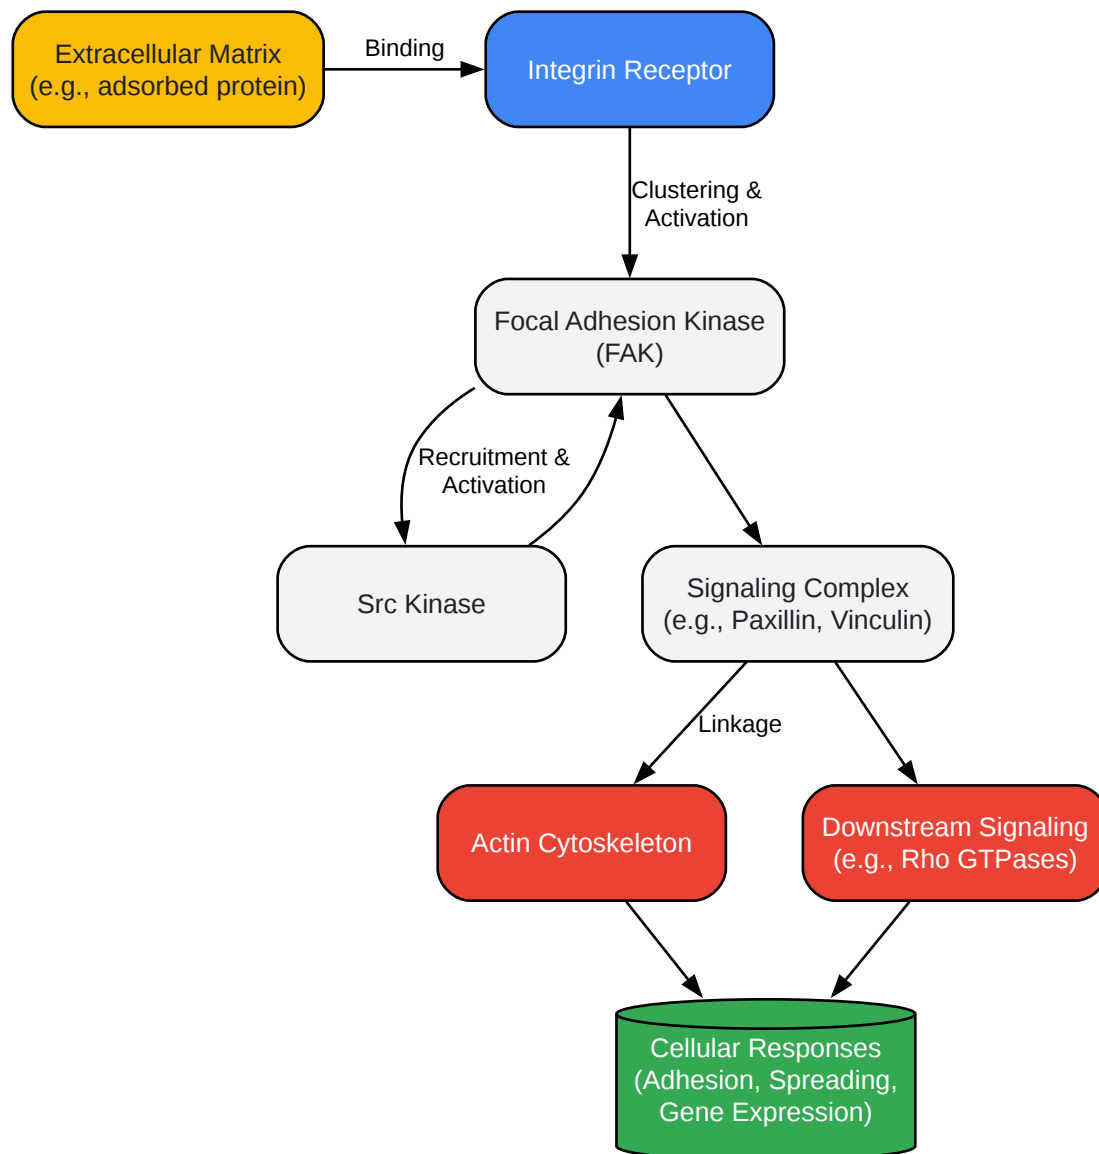 Extracellular Matrix
(e.g., adsorbed protein)
Binding
Integrin Receptor
Clustering &
Activation
Focal Adhesion Kinase
(FAK)
Recruitment &
Activation
Src Kinase
Signaling Complex
(e.g., Paxillin, Vinculin)
Linkage
Actin Cytoskeleton
Downstream Signaling
(e.g., Rho GTPases)
Cellular Responses
(Adhesion, Spreading,
Gene Expression)